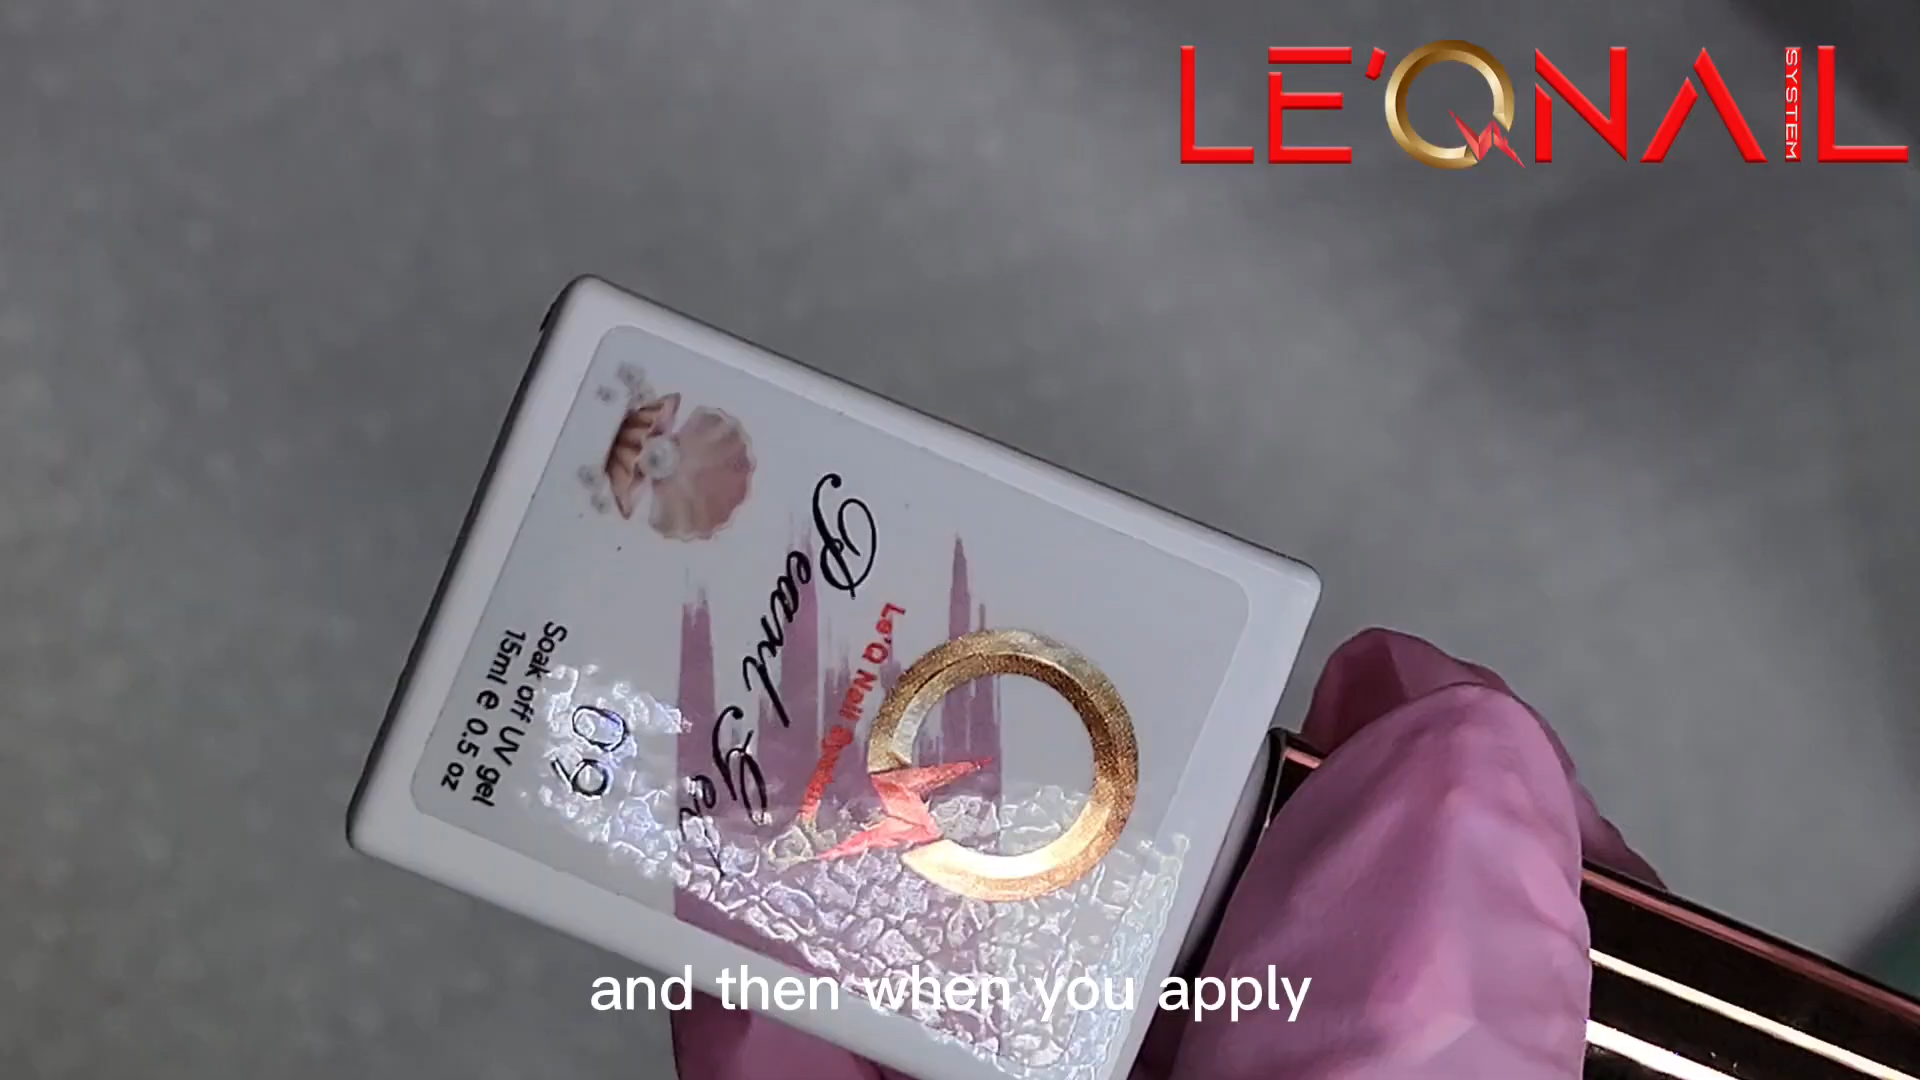 LE'QNAIL
SYSTEM
Pearl Gel
Le'Q Nail System
09
Soak off UV gel
15ml e 0.5 oz
and then when you apply